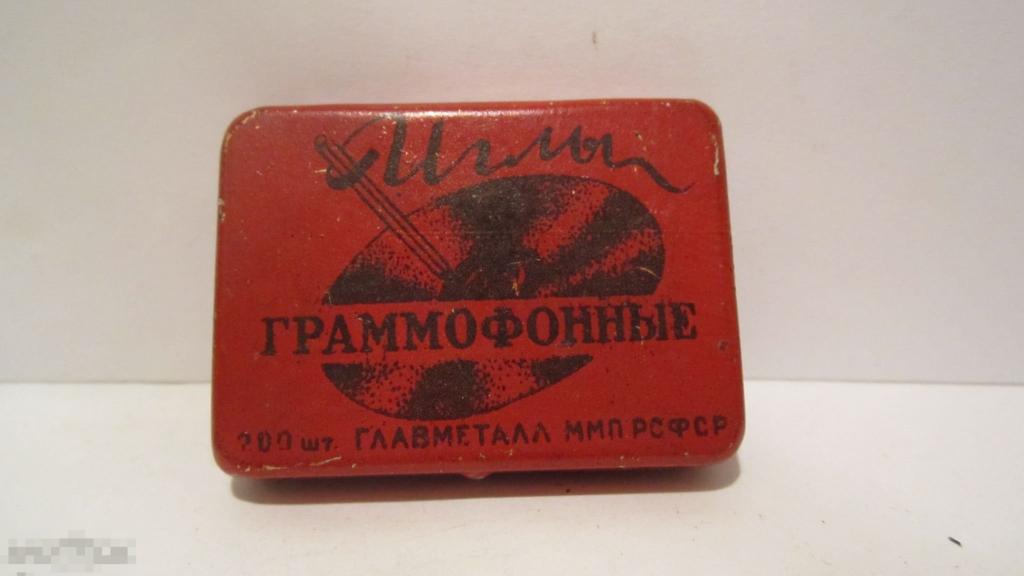 Иглы
ГРАММОФОННЫЕ
200 шт. ГЛАВМЕТАЛЛ ММП РСФСР